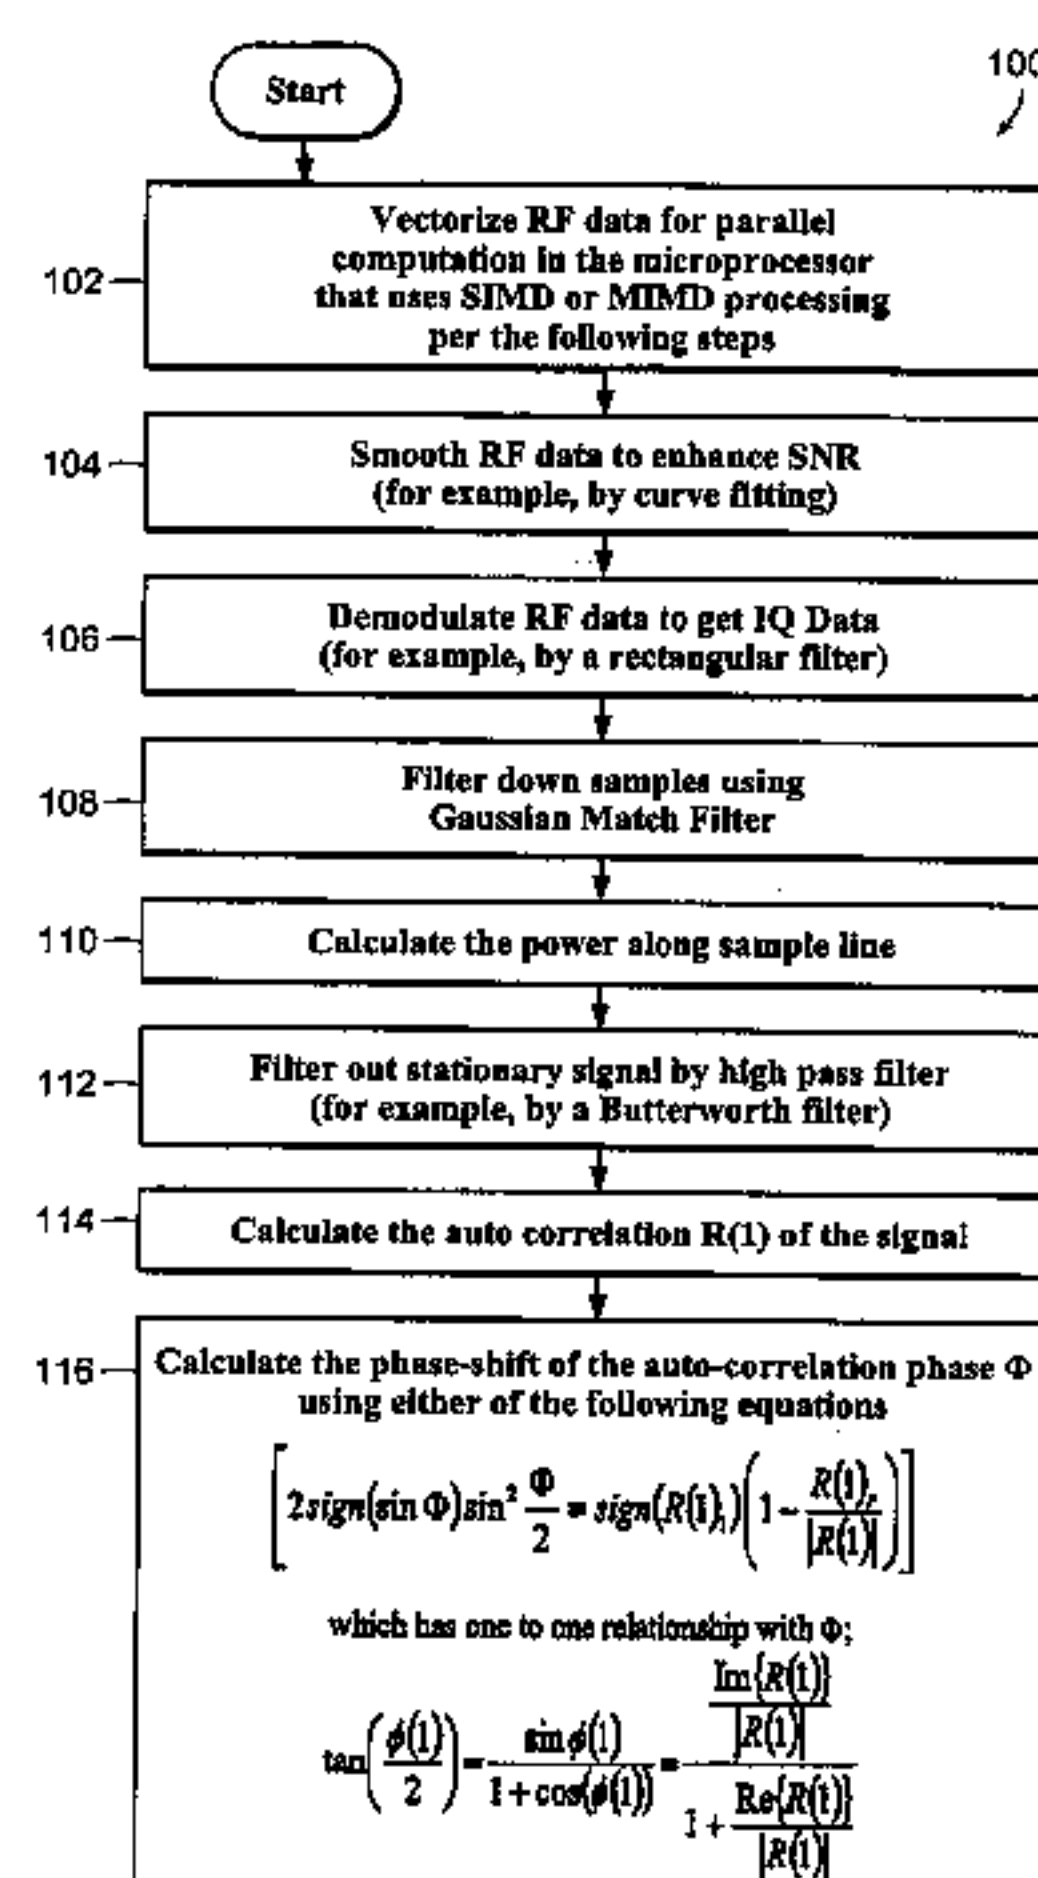 Start
100
102
Vectorize RF data for parallel
computation in the microprocessor
that uses SIMD or MIMD processing
per the following steps
104
Smooth RF data to enhance SNR
(for example, by curve fitting)
106
Demodulate RF data to get IQ Data
(for example, by a rectangular filter)
108
Filter down samples using
Gaussian Match Filter
110
Calculate the power along sample line
112
Filter out stationary signal by high pass filter
(for example, by a Butterworth filter)
114
Calculate the auto correlation R(1) of the signal
116
Calculate the phase-shift of the auto-correlation phase Φ
using either of the following equations
[2sign(sin Φ)sin² Φ/2 = sign(R(1)ᵢ)(1 - R(1)ᵣ/|R(1)|)]
which has one to one relationship with Φ;
tan(ϕ(1)/2) = sin ϕ(1)/(1+cos(ϕ(1))) = (Im{R(1)}/|R(1)|)/(1 + Re{R(1)}/|R(1)|)